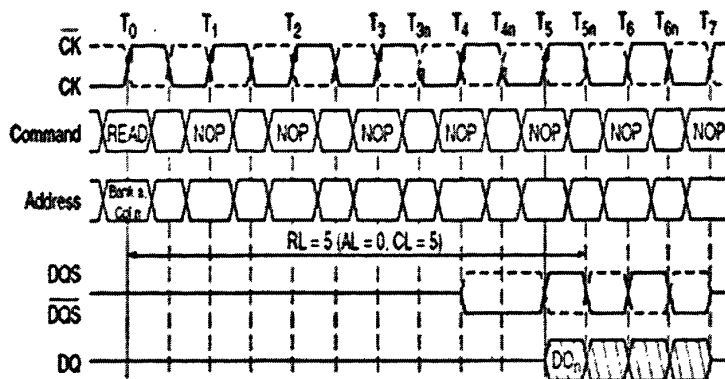 T0 T1 T2 T3 T3n T4 T4n T5 T5n T6 T6n T7
CK
CK
Command READ NOP NOP NOP NOP NOP NOP NOP
Address Bank a, Col n
RL = 5 (AL = 0, CL = 5)
DQS
DQS
DQ DOn